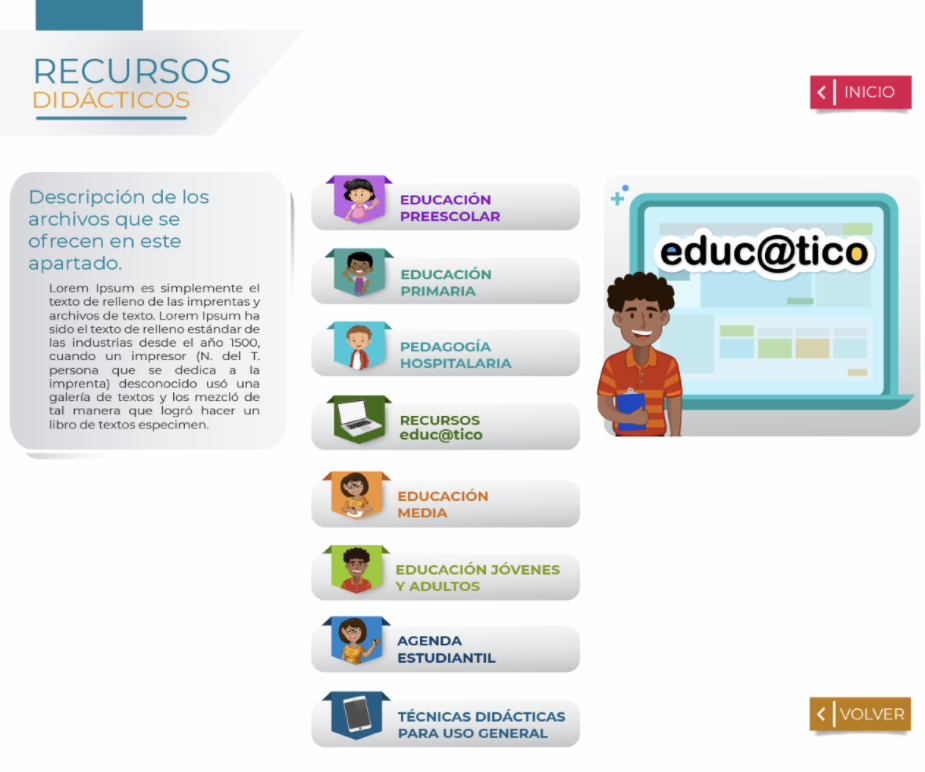 RECURSOS
DIDÁCTICOS
INICIO
Descripción de los
archivos que se
ofrecen en este
apartado.
Lorem Ipsum es simplemente el
texto de relleno de las imprentas y
archivos de texto. Lorem Ipsum ha
sido el texto de relleno estándar de
las industrias desde el año 1500,
cuando un impresor (N. del T.
persona que se dedica a la
imprenta) desconocido usó una
galería de textos y los mezcló de
tal manera que logró hacer un
libro de textos especimen.
EDUCACIÓN
PREESCOLAR
EDUCACIÓN
PRIMARIA
PEDAGOGÍA
HOSPITALARIA
RECURSOS
educ@tico
EDUCACIÓN
MEDIA
EDUCACIÓN JÓVENES
Y ADULTOS
AGENDA
ESTUDIANTIL
TÉCNICAS DIDÁCTICAS
PARA USO GENERAL
educ@tico
VOLVER